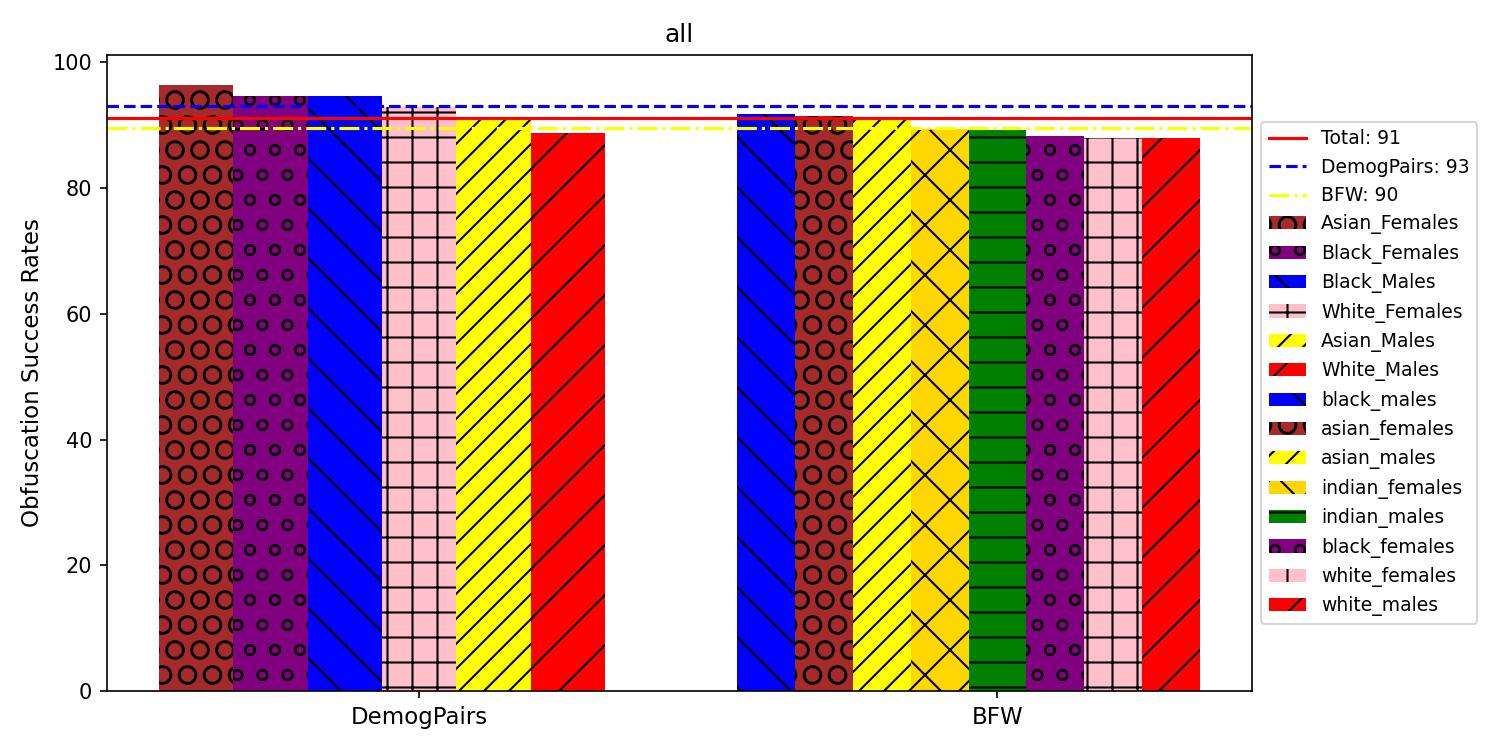 all
100
80
60
40
20
0
Obfuscation Success Rates
DemogPairs
BFW
Total: 91
DemogPairs: 93
BFW: 90
Asian_Females
Black_Females
Black_Males
White_Females
Asian_Males
White_Males
black_males
asian_females
asian_males
indian_females
indian_males
black_females
white_females
white_males